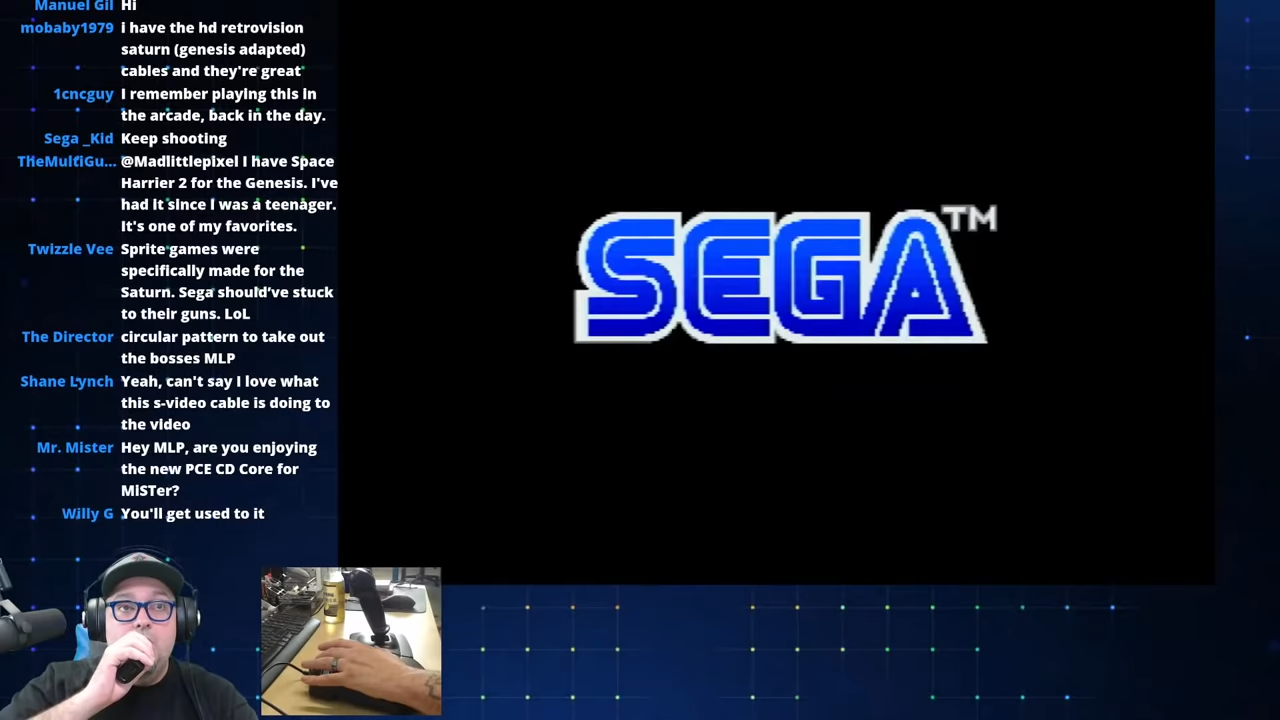 Manuel Gil Hi
mobaby1979 i have the hd retrovision
saturn (genesis adapted)
cables and they're great
1cncguy I remember playing this in
the arcade, back in the day.
Sega _Kid Keep shooting
TheMultiGu... @Madlittlepixel I have Space
Harrier 2 for the Genesis. I've
had it since I was a teenager.
It's one of my favorites.
Twizzle Vee Sprite games were
specifically made for the
Saturn. Sega should've stuck
to their guns. LoL
The Director circular pattern to take out
the bosses MLP
Shane Lynch Yeah, can't say I love what
this s-video cable is doing to
the video
Mr. Mister Hey MLP, are you enjoying
the new PCE CD Core for
MiSTer?
Willy G You'll get used to it
SEGA™